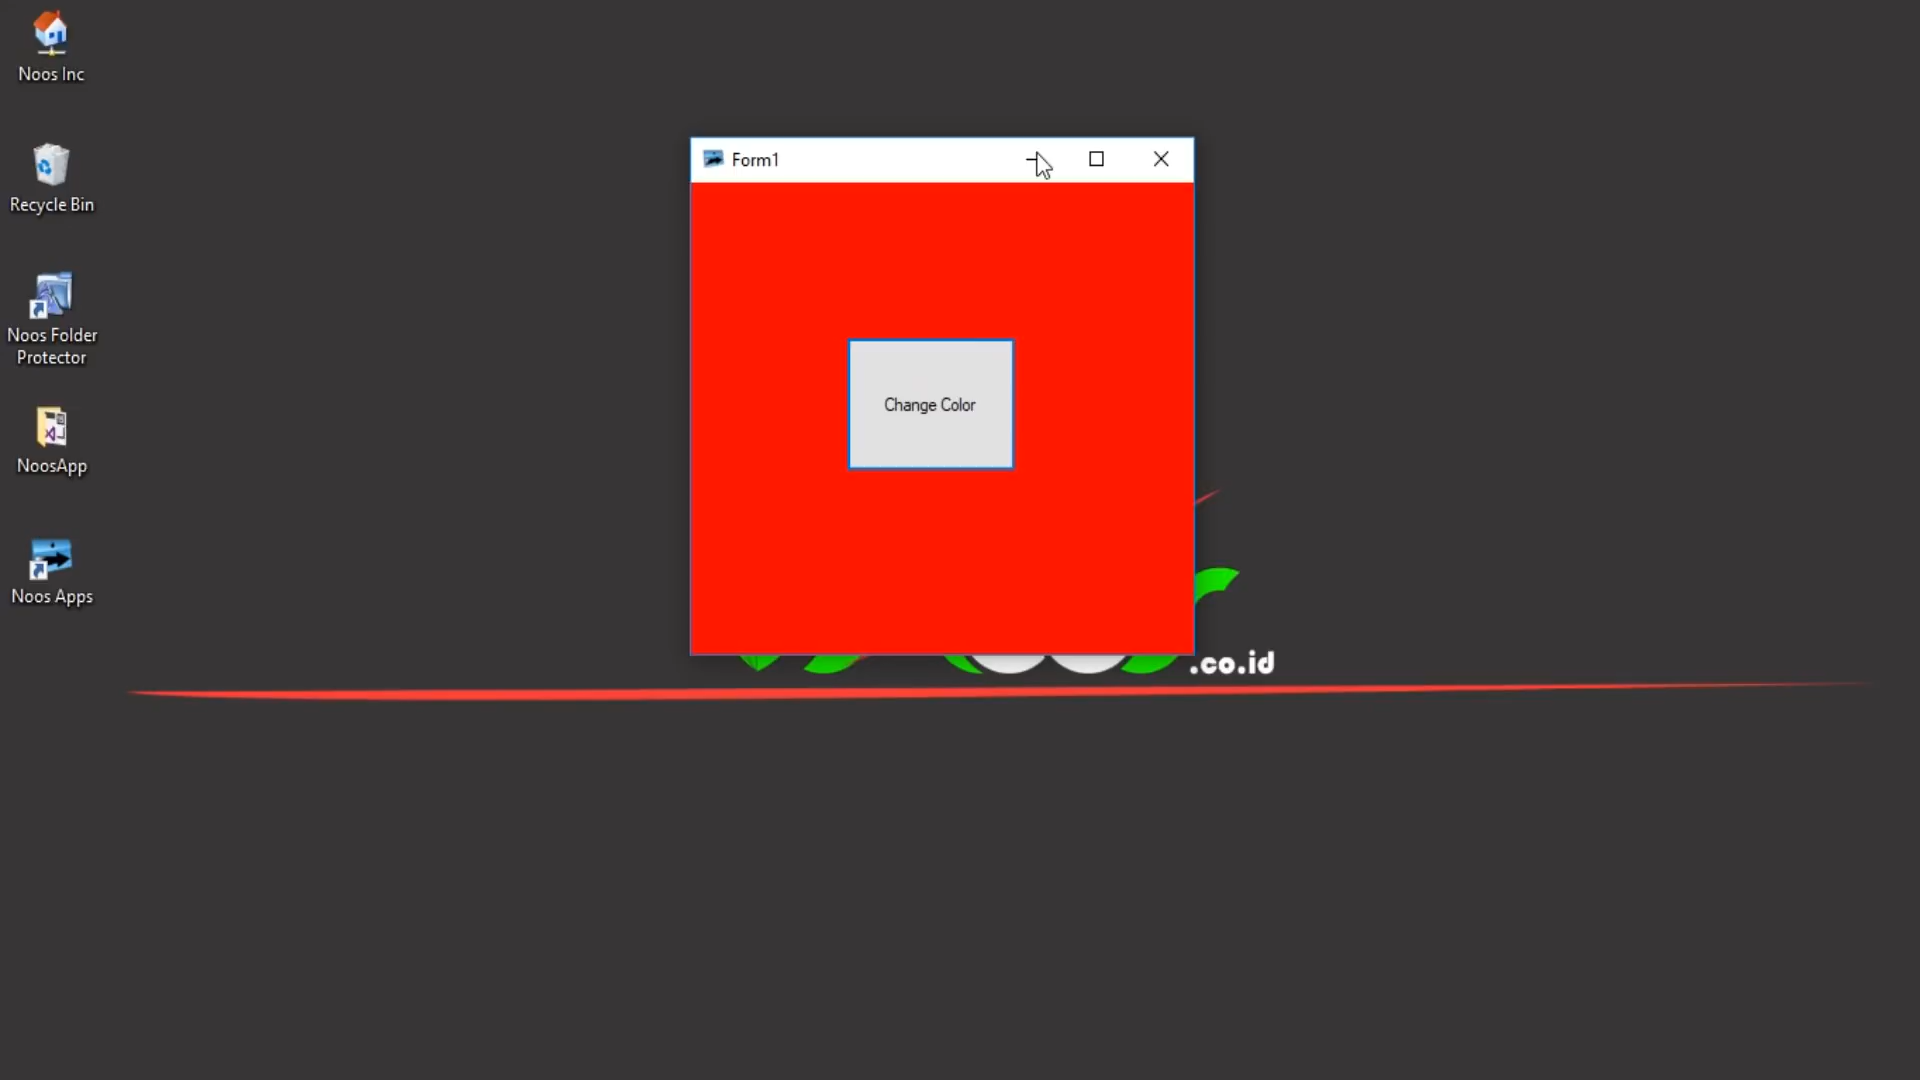 Noos Inc
Recycle Bin
Noos Folder
Protector
NoosApp
Noos Apps
Form1
Change Color
.co.id